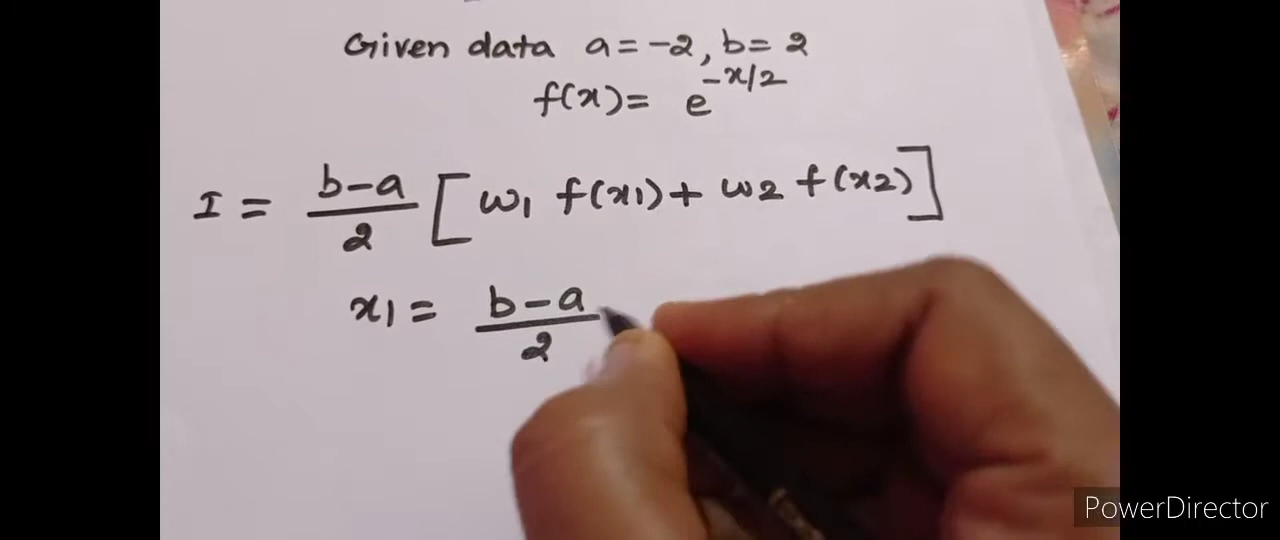 Given data a=-2, b=2
f(x)= e^-x/2
I = b-a/2 [w1 f(x1)+ w2 f(x2)]
x1= b-a/2
PowerDirector